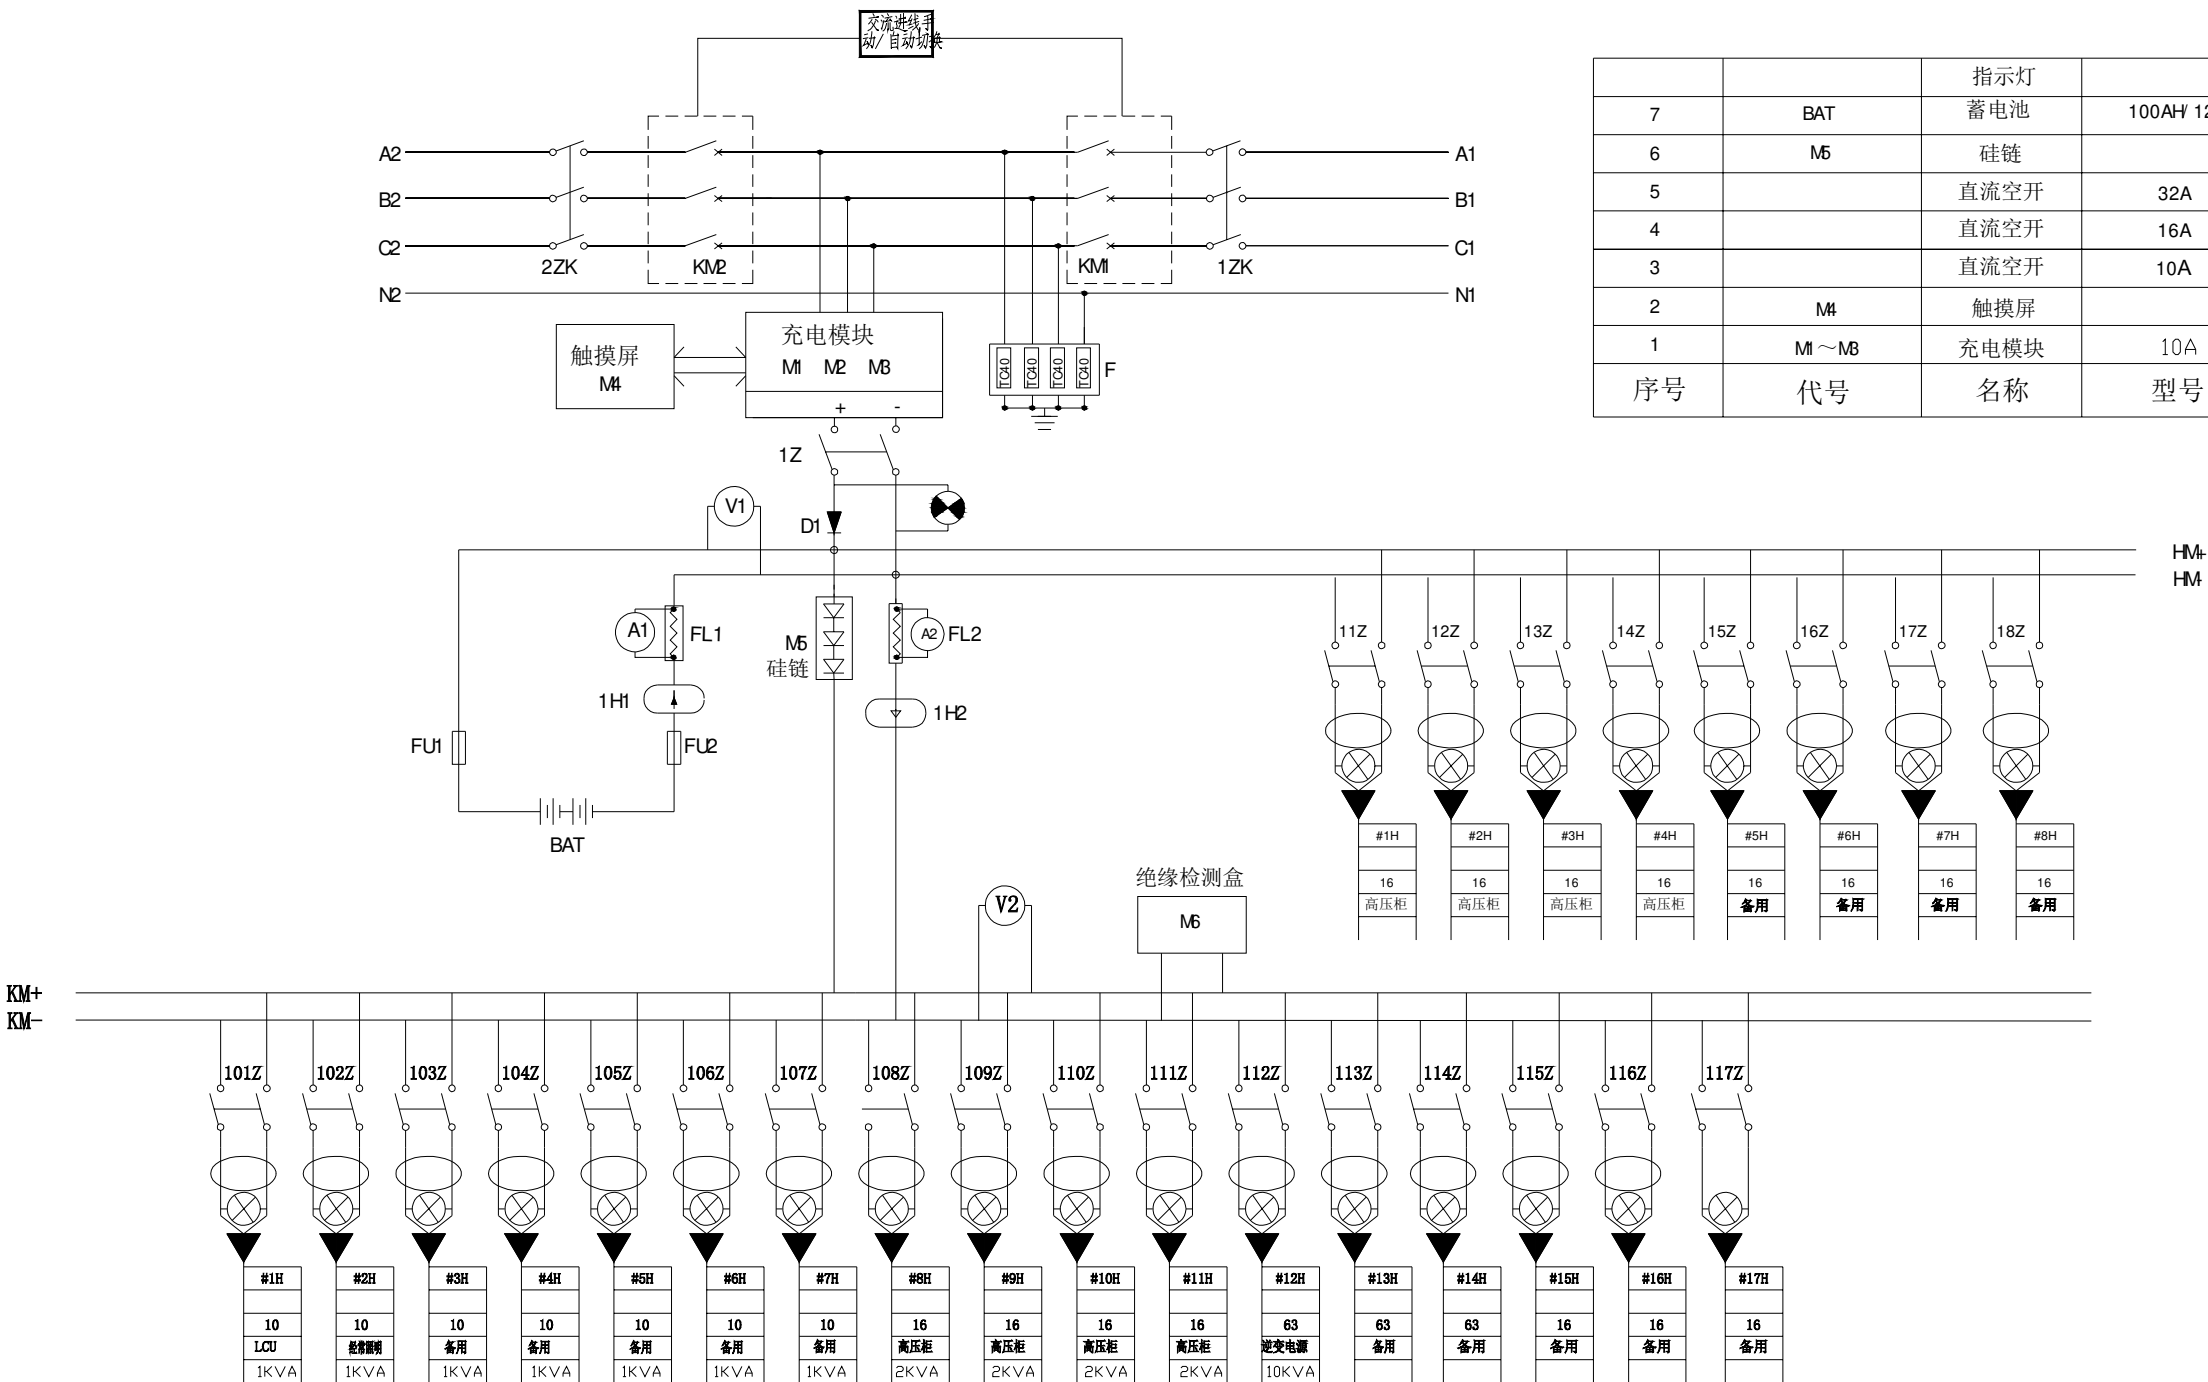 交流进线手
动/自动切换
A2
A1
B2
B1
C2
C1
2ZK
KM2
KM1
1ZK
N2
N1
触摸屏
M4
充电模块
M1 M2 M3
+ -
TC40 TC40 TC40 TC40
F
指示灯
7 BAT 蓄电池
6 M5 硅链
5 直流空开 32A
4 直流空开 16A
3 直流空开 10A
2 M4 触摸屏
1 M1～M3 充电模块 10A
序号 代号 名称 型号
1Z
V1
D1
HM+
HM-
A1
FL1
M5
硅链
A2
FL2
1H1
1H2
FU1
FU2
BAT
11Z 12Z 13Z 14Z 15Z 16Z 17Z 18Z
#1H #2H #3H #4H #5H #6H #7H #8H
16 16 16 16 16 16 16 16
高压柜 高压柜 高压柜 高压柜 备用 备用 备用 备用
V2
绝缘检测盒
M6
KM+
KM-
101Z 102Z 103Z 104Z 105Z 106Z 107Z 108Z 109Z 110Z 111Z 112Z 113Z 114Z 115Z 116Z 117Z
#1H #2H #3H #4H #5H #6H #7H #8H #9H #10H #11H #12H #13H #14H #15H #16H #17H
10 10 10 10 10 10 10 16 16 16 16 63 63 63 16 16 16
LCU 经常照明 备用 备用 备用 备用 备用 高压柜 高压柜 高压柜 高压柜 逆变电源 备用 备用 备用 备用 备用
1KVA 1KVA 1KVA 1KVA 1KVA 1KVA 1KVA 2KVA 2KVA 2KVA 2KVA 10KVA